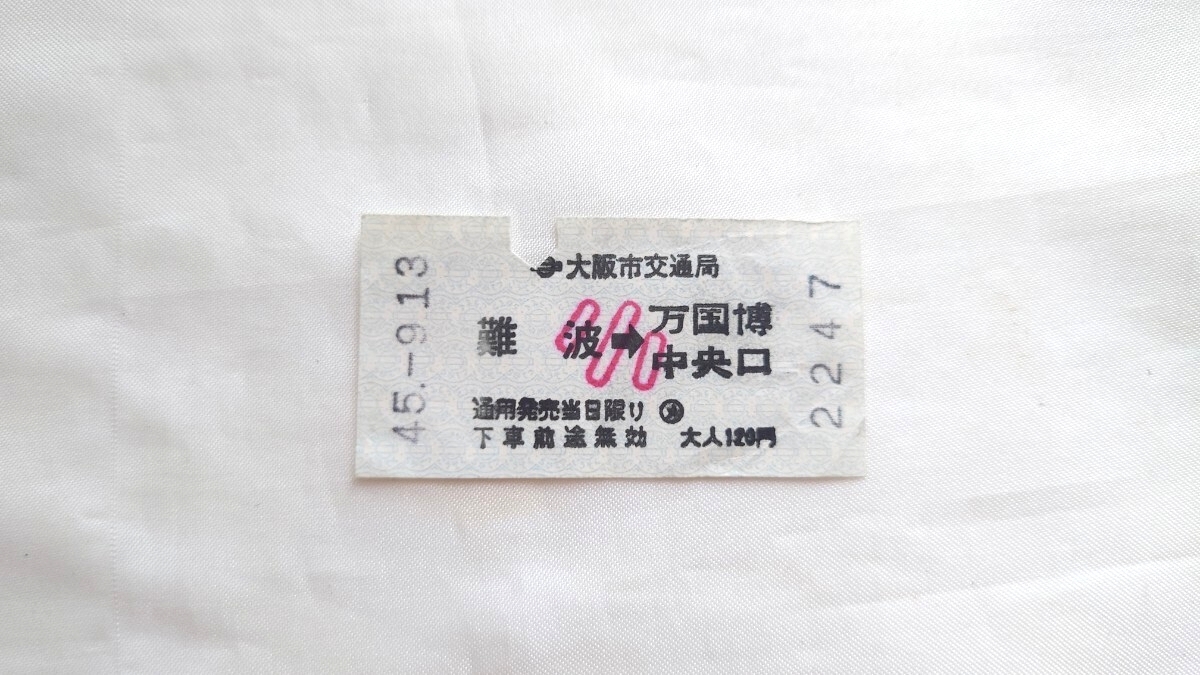 大阪市交通局
難波➡万国博
中央口
通用発売当日限り
下車前途無効 大人120円
45.-9.13
2247